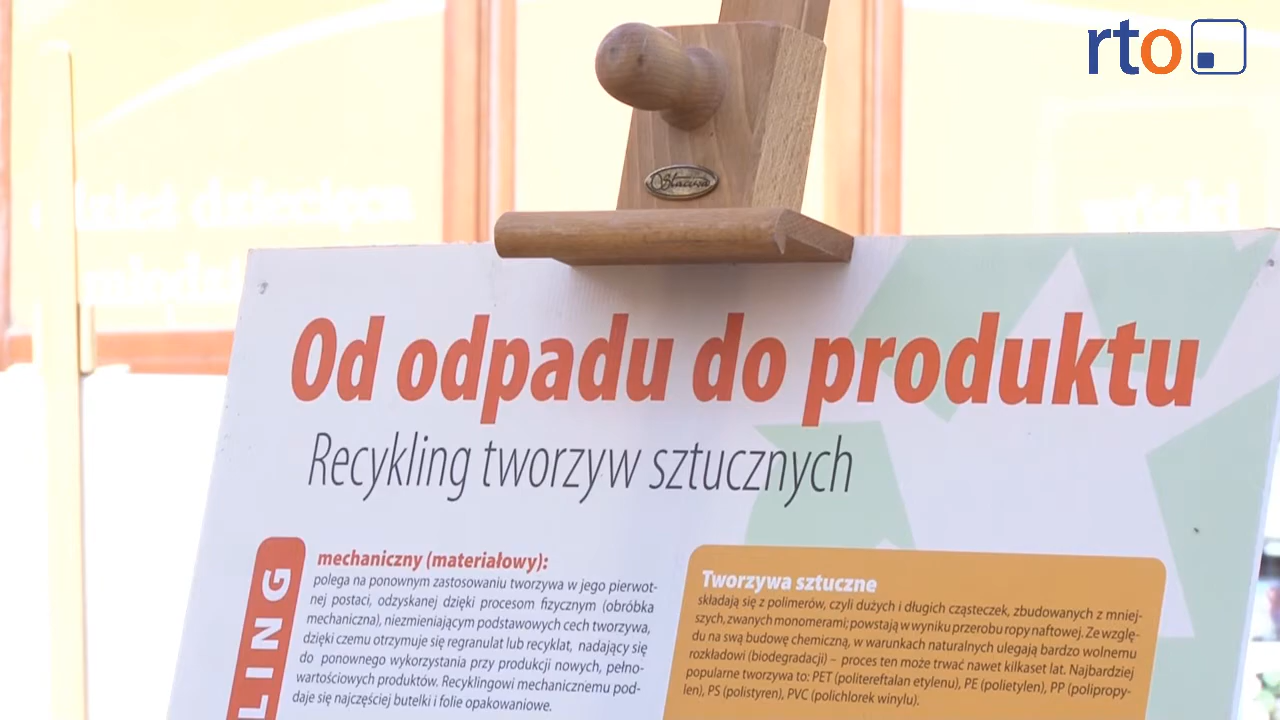 rto
Od odpadu do produktu
Recykling tworzyw sztucznych
LING
mechaniczny (materiałowy):
polega na ponownym zastosowaniu tworzywa w jego pierwot-
nej postaci, odzyskanej dzięki procesom fizycznym (obróbka
mechaniczna), niezmieniającym podstawowych cech tworzywa,
dzięki czemu otrzymuje się regranulat lub recyklat, nadający się
do ponownego wykorzystania przy produkcji nowych, pełno-
wartościowych produktów. Recyklingowi mechanicznemu pod-
daje się najczęściej butelki i folie opakowaniowe.
Tworzywa sztuczne
składają się z polimerów, czyli dużych i długich cząsteczek, zbudowanych z mniej-
szych, zwanych monomerami; powstają w wyniku przerobu ropy naftowej. Ze wzglę-
du na swą budowę chemiczną, w warunkach naturalnych ulegają bardzo wolnemu
rozkładowi (biodegradacji) – proces ten może trwać nawet kilkaset lat. Najbardziej
popularne tworzywa to: PET (politereftalan etylenu), PE (polietylen), PP (polipropy-
len), PS (polistyren), PVC (polichlorek winylu).